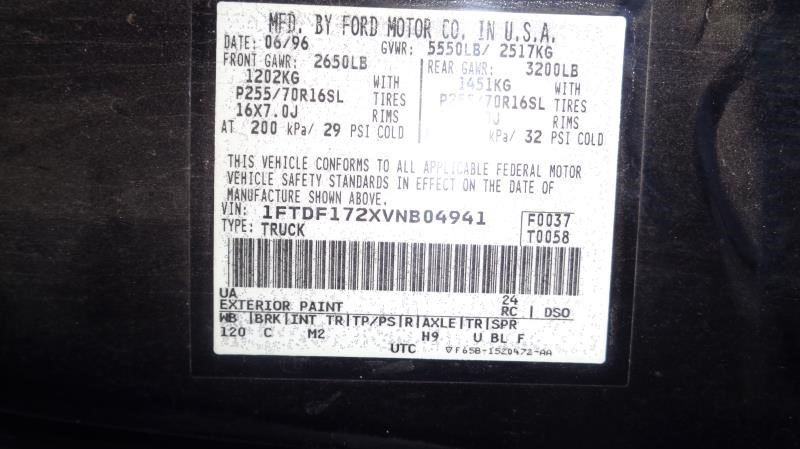 MFD. BY FORD MOTOR CO. IN U.S.A.
DATE: 06/96 GVWR: 5550LB/ 2517KG
FRONT GAWR: 2650LB REAR GAWR: 3200LB
1202KG WITH 1451KG WITH
P255/70R16SL TIRES P255/70R16SL TIRES
16X7.0J RIMS RIMS
AT 200 kPa/ 29 PSI COLD kPa/ 32 PSI COLD
THIS VEHICLE CONFORMS TO ALL APPLICABLE FEDERAL MOTOR
VEHICLE SAFETY STANDARDS IN EFFECT ON THE DATE OF
MANUFACTURE SHOWN ABOVE.
VIN: 1FTDF172XVNB04941 F0037
TYPE: TRUCK T0058
UA 24
EXTERIOR PAINT RC | DSO
WB |BRK|INT TR|TP/PS|R|AXLE|TR|SPR
120 C M2 H9 U BL F
UTC ▽F65B-1520472-AA